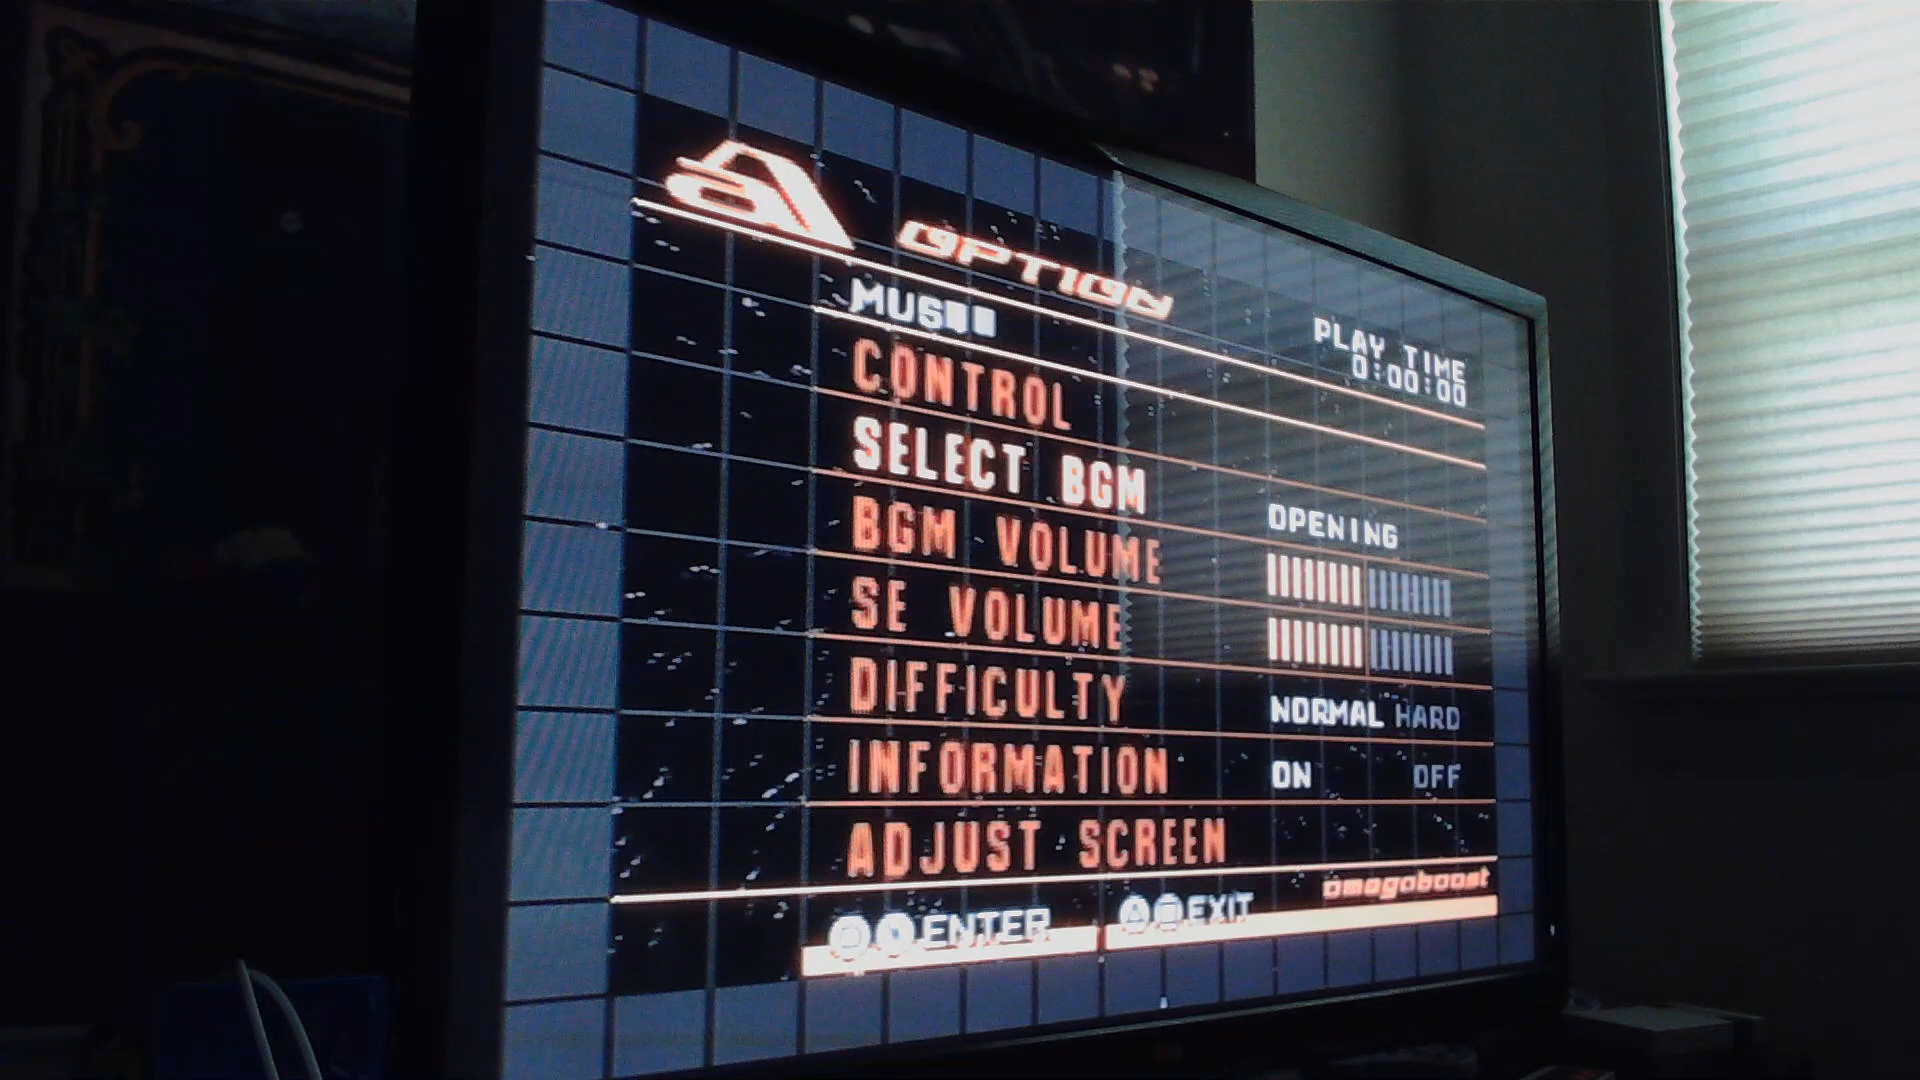 OPTION
MUS
PLAY TIME
0:00:00
CONTROL
SELECT BGM
OPENING
BGM VOLUME
SE VOLUME
DIFFICULTY
NORMAL HARD
INFORMATION
ON OFF
ADJUST SCREEN
omegaboost
ENTER EXIT